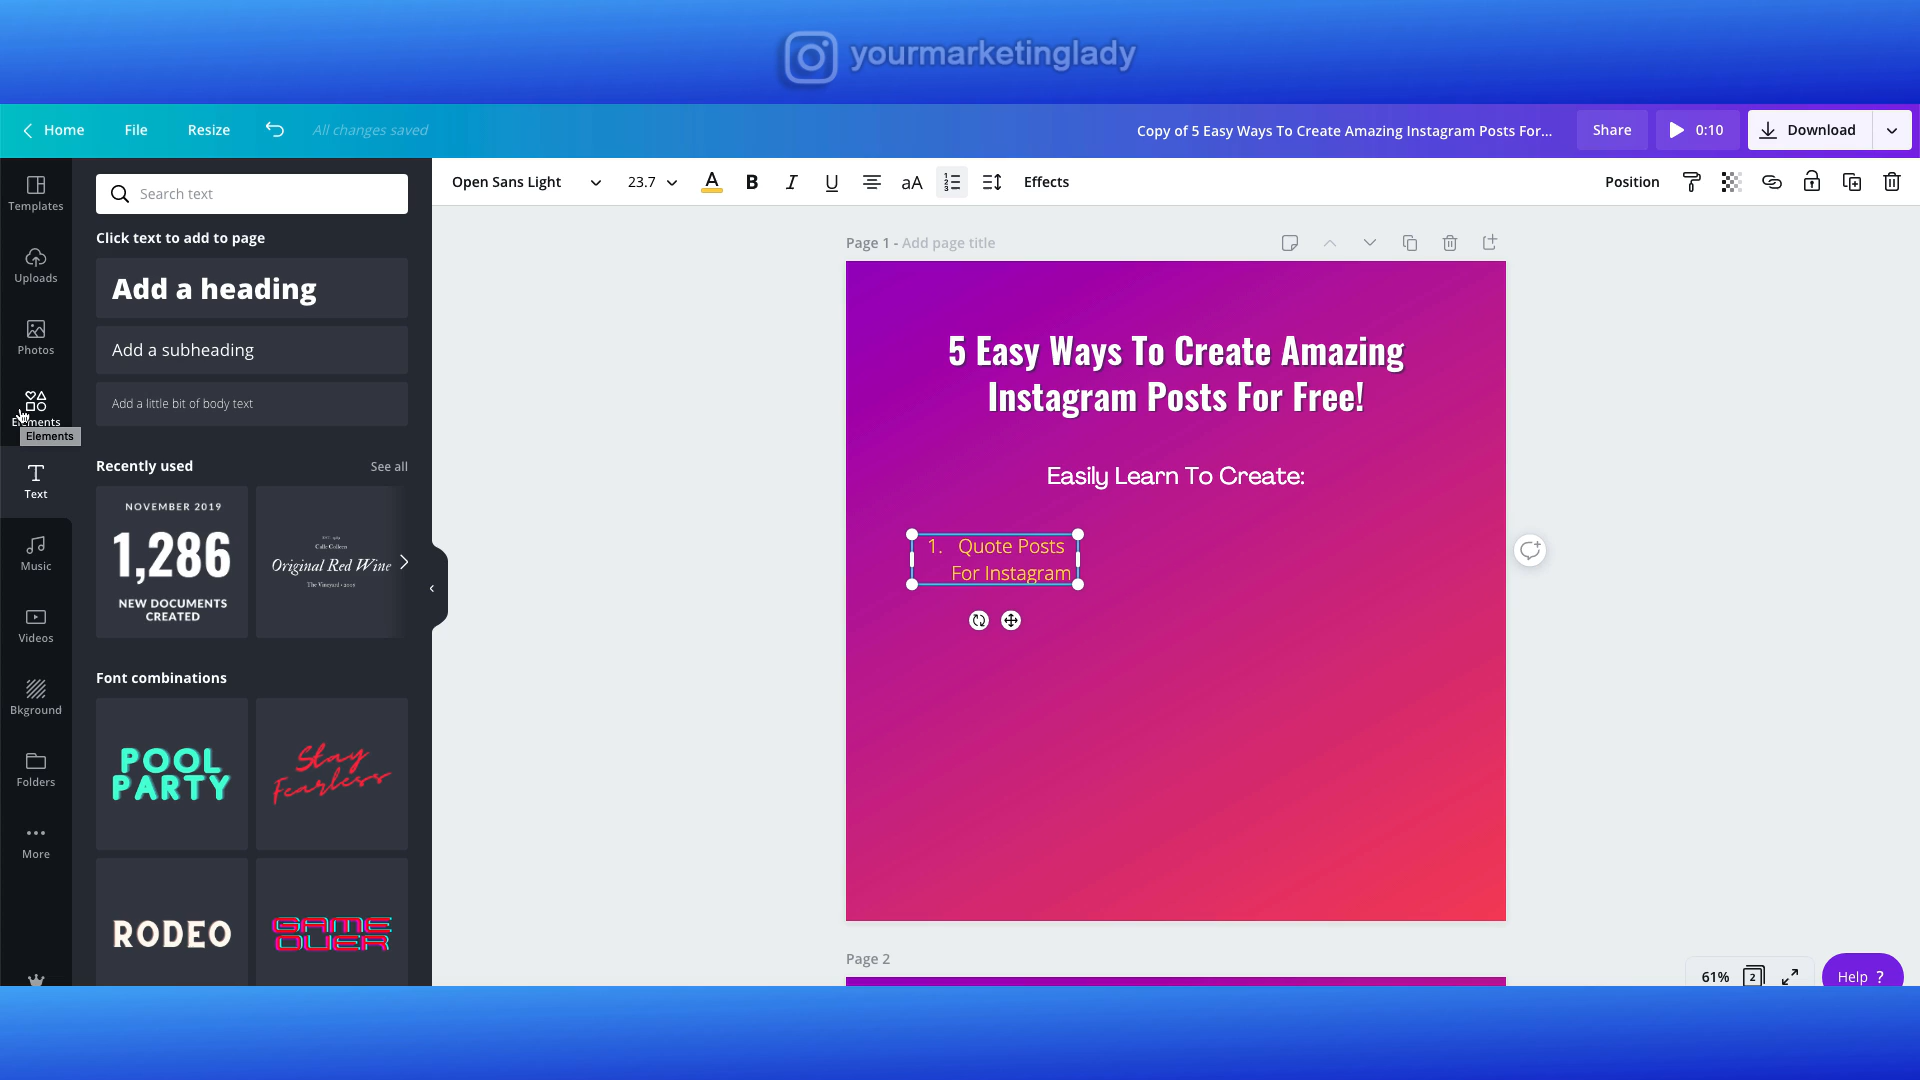 yourmarketinglady
Home
File
Resize
All changes saved
Copy of 5 Easy Ways To Create Amazing Instagram Posts For...
Share
0:10
Download
Templates
Uploads
Photos
Elements
Elements
Text
Music
Videos
Bkground
Folders
More
Search text
Click text to add to page
Add a heading
Add a subheading
Add a little bit of body text
Recently used
See all
NOVEMBER 2019
1,286
NEW DOCUMENTS
CREATED
Calle Colleen
Original Red Wine
Font combinations
POOL
PARTY
Stay
Fearless
RODEO
GAME
OVER
Open Sans Light
23.7
A
B
I
U
aA
Effects
Position
Page 1 - Add page title
5 Easy Ways To Create Amazing
Instagram Posts For Free!
Easily Learn To Create:
1. Quote Posts
For Instagram
Page 2
61%
2
Help ?